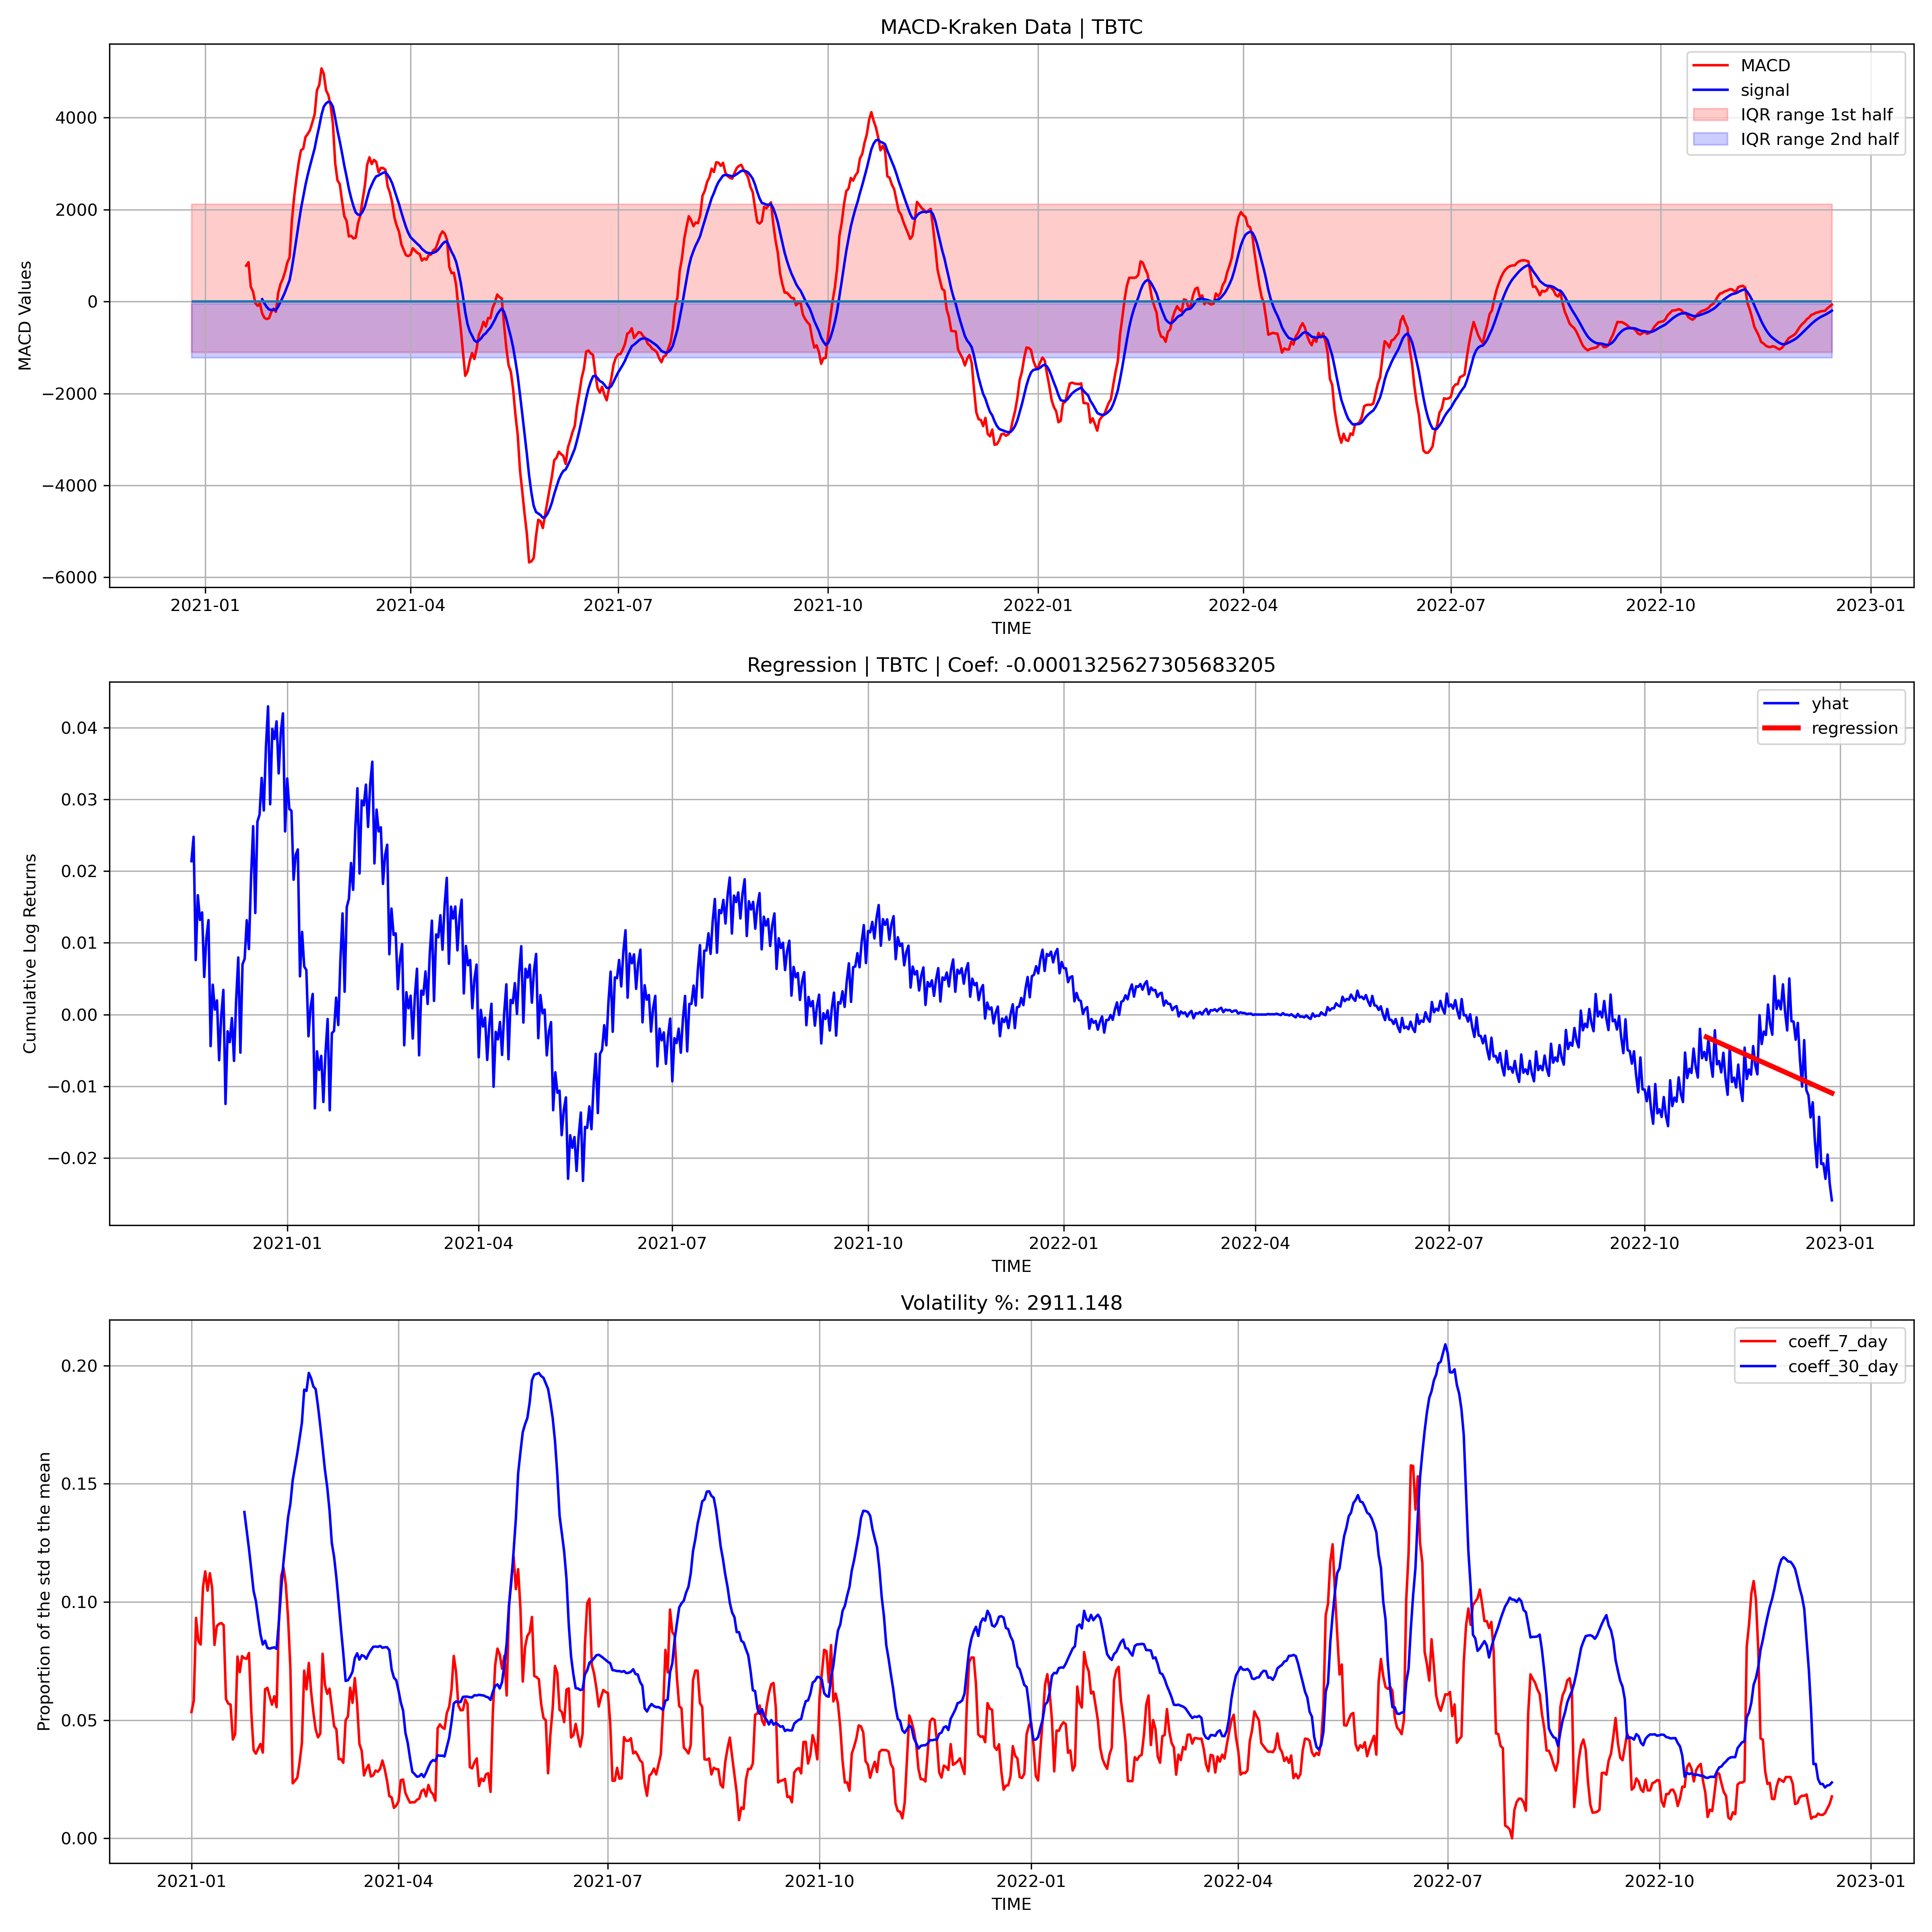 MACD-Kraken Data | TBTC
MACD Values
4000
2000
0
−2000
−4000
−6000
MACD
signal
IQR range 1st half
IQR range 2nd half
2021-01 2021-04 2021-07 2021-10 2022-01 2022-04 2022-07 2022-10 2023-01
TIME
Regression | TBTC | Coef: -0.0001325627305683205
Cumulative Log Returns
0.04
0.03
0.02
0.01
0.00
−0.01
−0.02
yhat
regression
2021-01 2021-04 2021-07 2021-10 2022-01 2022-04 2022-07 2022-10 2023-01
TIME
Volatility %: 2911.148
Proportion of the std to the mean
0.20
0.15
0.10
0.05
0.00
coeff_7_day
coeff_30_day
2021-01 2021-04 2021-07 2021-10 2022-01 2022-04 2022-07 2022-10 2023-01
TIME